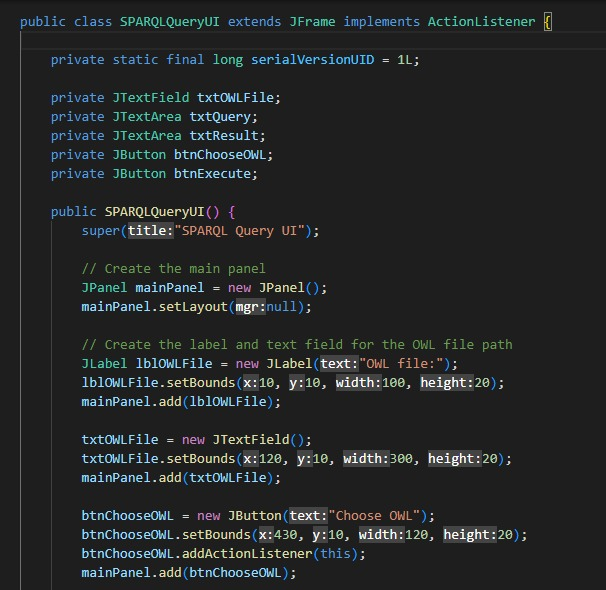 public class SPARQLQueryUI extends JFrame implements ActionListener {
private static final long serialVersionUID = 1L;
private JTextField txtOWLFile;
private JTextArea txtQuery;
private JTextArea txtResult;
private JButton btnChooseOWL;
private JButton btnExecute;
public SPARQLQueryUI() {
super(title:"SPARQL Query UI");
// Create the main panel
JPanel mainPanel = new JPanel();
mainPanel.setLayout(mgr:null);
// Create the label and text field for the OWL file path
JLabel lblOWLFile = new JLabel(text:"OWL file:");
lblOWLFile.setBounds(x:10, y:10, width:100, height:20);
mainPanel.add(lblOWLFile);
txtOWLFile = new JTextField();
txtOWLFile.setBounds(x:120, y:10, width:300, height:20);
mainPanel.add(txtOWLFile);
btnChooseOWL = new JButton(text:"Choose OWL");
btnChooseOWL.setBounds(x:430, y:10, width:120, height:20);
btnChooseOWL.addActionListener(this);
mainPanel.add(btnChooseOWL);